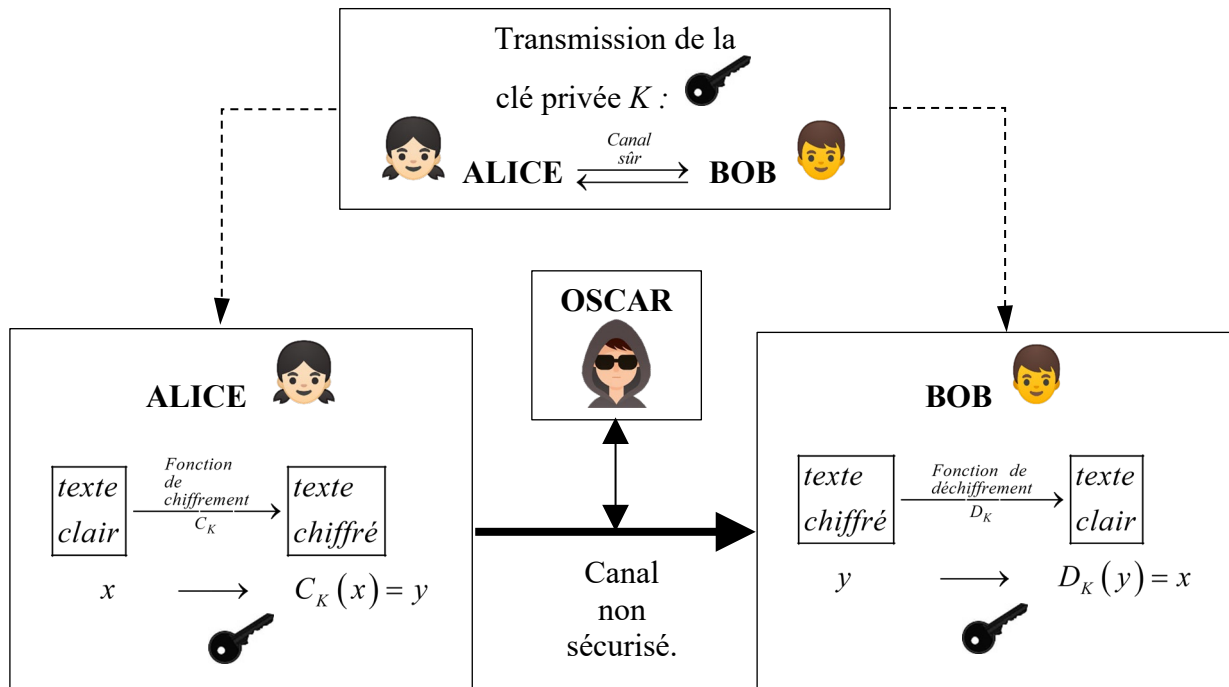 Transmission de la
clé privée K :
Canal
sûr
ALICE BOB
OSCAR
ALICE
Fonction
de
chiffrement
texte texte
C_K
clair chiffré
x ⟶ C_K(x) = y
Canal
non
sécurisé.
BOB
Fonction de
déchiffrement
texte texte
D_K
chiffré clair
y ⟶ D_K(y) = x